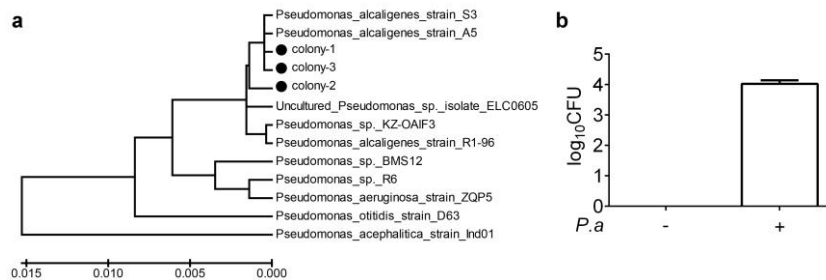 a
Pseudomonas_alcaligenes_strain_S3
Pseudomonas_alcaligenes_strain_A5
colony-1
colony-3
colony-2
Uncultured_Pseudomonas_sp._isolate_ELC0605
Pseudomonas_sp._KZ-OAIF3
Pseudomonas_alcaligenes_strain_R1-96
Pseudomonas_sp._BMS12
Pseudomonas_sp._R6
Pseudomonas_aeruginosa_strain_ZQP5
Pseudomonas_otitidis_strain_D63
Pseudomonas_acephalitica_strain_Ind01
0.015 0.010 0.005 0.000
b
log10CFU
5
4
3
2
1
0
P.a - +